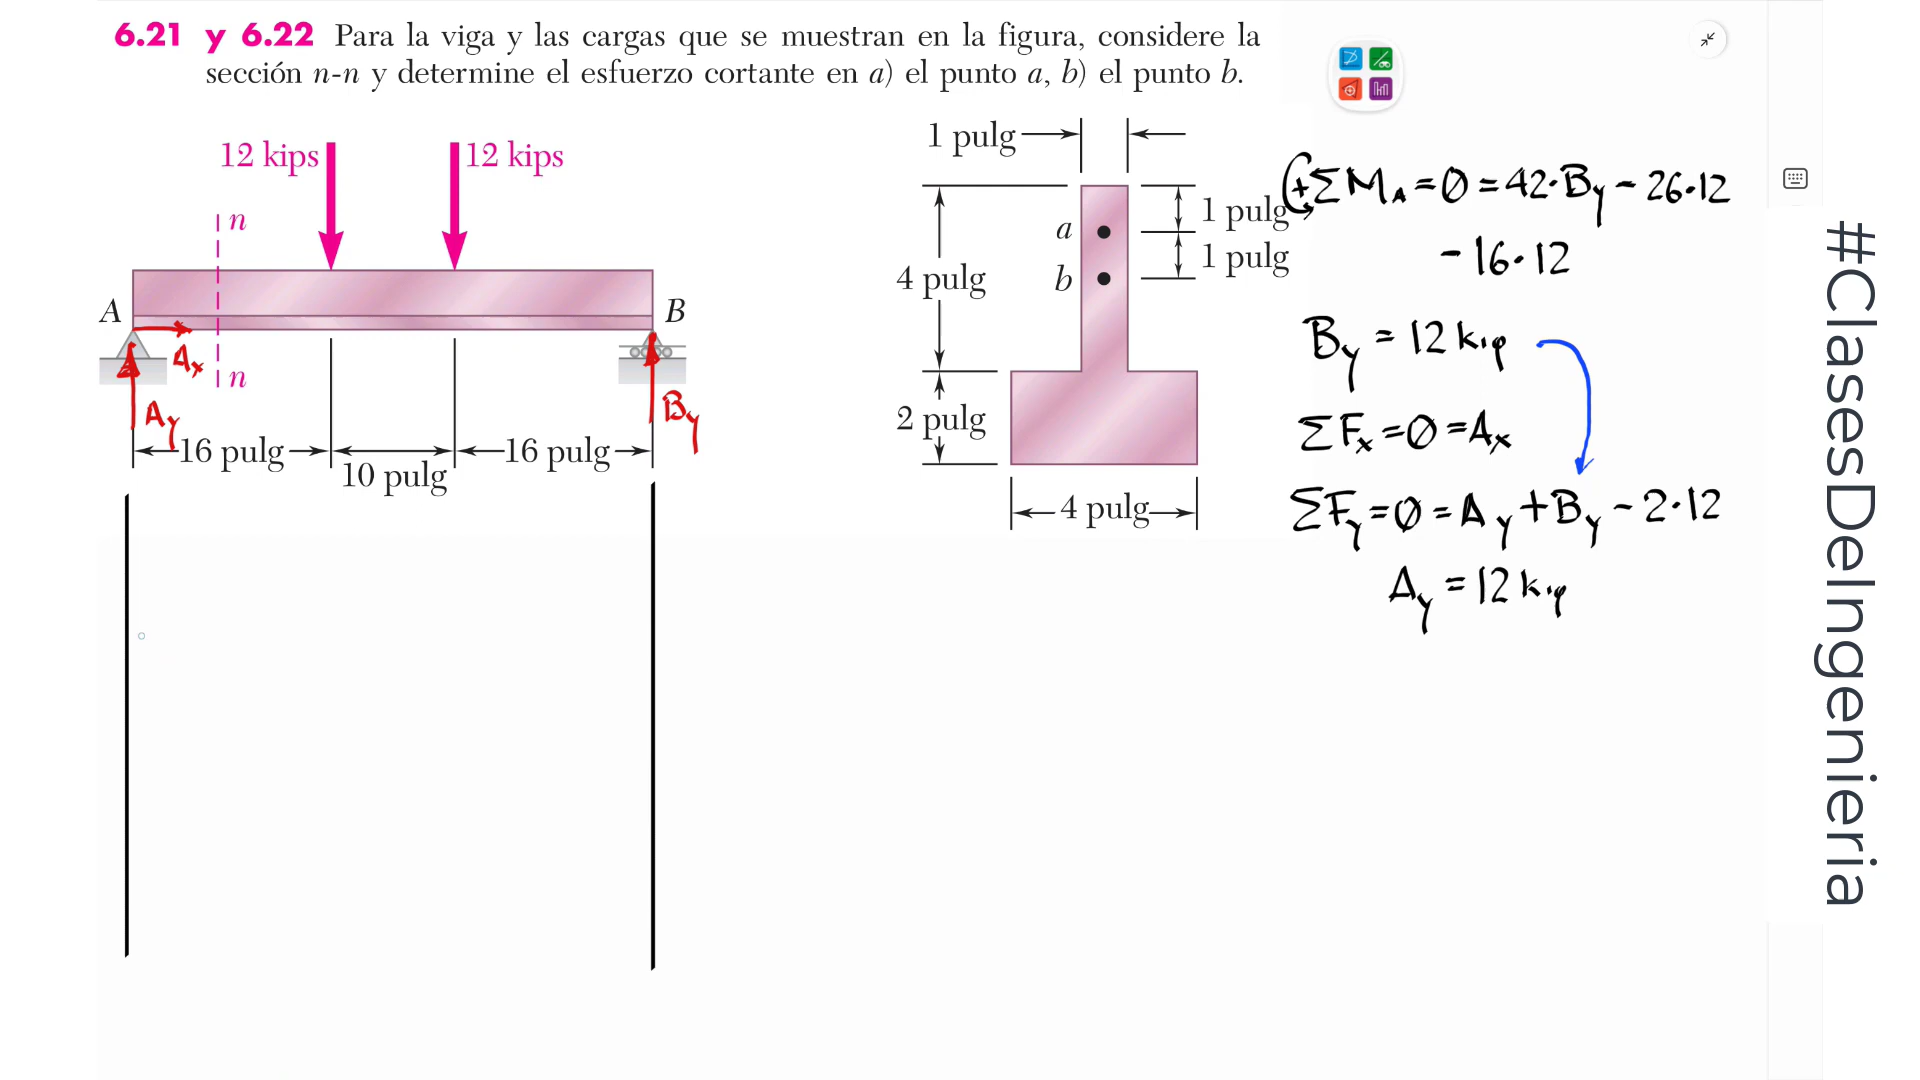 6.21 y 6.22 Para la viga y las cargas que se muestran en la figura, considere la
sección n-n y determine el esfuerzo cortante en a) el punto a, b) el punto b.
12 kips
12 kips
n
A
B
Ax
n
Ay
By
16 pulg
10 pulg
16 pulg
1 pulg
1 pulg
a
1 pulg
b
4 pulg
2 pulg
4 pulg
+ΣMA=0=42·By-26·12
-16·12
By = 12 kip
ΣFx=0=Ax
ΣFy=0=Ay+By-2·12
Ay = 12 kip
#ClasesDeIngenieria